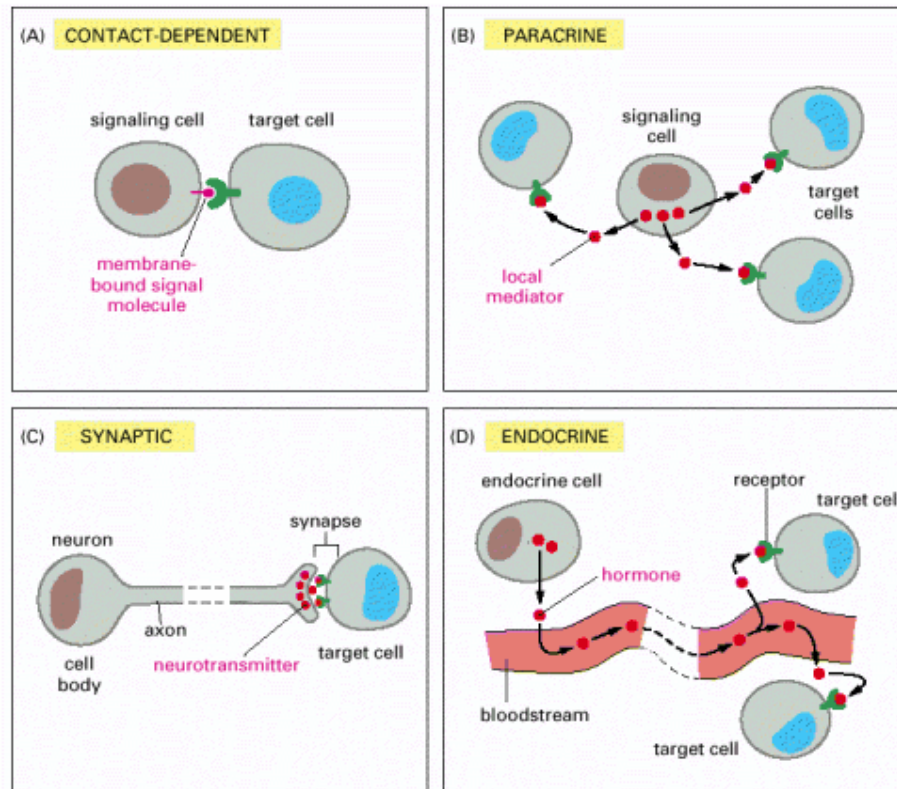 (A) CONTACT-DEPENDENT
signaling cell
target cell
membrane-
bound signal
molecule
(B) PARACRINE
signaling
cell
target
cells
local
mediator
(C) SYNAPTIC
neuron
synapse
axon
neurotransmitter
cell
body
target cell
(D) ENDOCRINE
endocrine cell
receptor
target cell
hormone
bloodstream
target cell